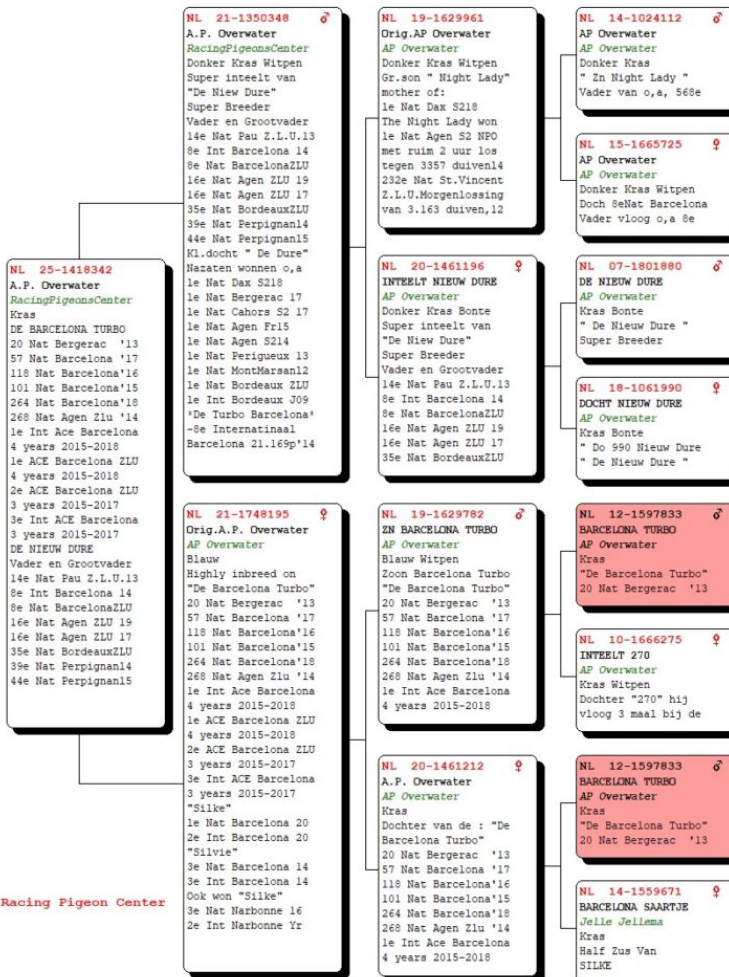 NL 25-1418342
A.P. Overwater
RacingPigeonsCenter
Kras
DE BARCELONA TURBO
20 Nat Bergerac '13
57 Nat Barcelona '17
118 Nat Barcelona'16
101 Nat Barcelona'15
264 Nat Barcelona'18
268 Nat Agen Zlu '14
1e Int Ace Barcelona
4 years 2015-2018
1e ACE Barcelona ZLU
4 years 2015-2018
2e ACE Barcelona ZLU
3 years 2015-2017
3e Int ACE Barcelona
3 years 2015-2017
DE NIEUW DURE
Vader en Grootvader
14e Nat Pau Z.L.U.13
8e Int Barcelona 14
8e Nat BarcelonaZLU
16e Nat Agen ZLU 19
16e Nat Agen ZLU 17
35e Nat BordeauxZLU
39e Nat Perpignan14
44e Nat Perpignan15
NL 21-1350348 ♂
A.P. Overwater
RacingPigeonsCenter
Donker Kras Witpen
Super inteelt van
"De Niew Dure"
Super Breeder
Vader en Grootvader
14e Nat Pau Z.L.U.13
8e Int Barcelona 14
8e Nat BarcelonaZLU
16e Nat Agen ZLU 19
16e Nat Agen ZLU 17
35e Nat BordeauxZLU
39e Nat Perpignan14
44e Nat Perpignan15
Kl.docht " De Dure"
Nazaten wonnen o,a
1e Nat Dax S218
1e Nat Bergerac 17
1e Nat Cahors S2 17
1e Nat Agen Fr15
1e Nat Agen S214
1e Nat Perigueux 13
1e Nat MontMarsan12
1e Nat Bordeaux ZLU
1e Int Bordeaux J09
*De Turbo Barcelona*
-8e Internatinaal
Barcelona 21.169p'14
NL 21-1748195 ♀
Orig.A.P. Overwater
AP Overwater
Blauw
Highly inbreed on
"De Barcelona Turbo"
20 Nat Bergerac '13
57 Nat Barcelona '17
118 Nat Barcelona'16
101 Nat Barcelona'15
264 Nat Barcelona'18
268 Nat Agen Zlu '14
1e Int Ace Barcelona
4 years 2015-2018
1e ACE Barcelona ZLU
4 years 2015-2018
2e ACE Barcelona ZLU
3 years 2015-2017
3e Int ACE Barcelona
3 years 2015-2017
"Silke"
1e Nat Barcelona 20
2e Int Barcelona 20
"Silvie"
3e Nat Barcelona 14
3e Int Barcelona 14
Ook won "Silke"
3e Nat Narbonne 16
2e Int Narbonne Yr
NL 19-1629961
Orig.AP Overwater
AP Overwater
Donker Kras Witpen
Gr.son " Night Lady"
mother of:
1e Nat Dax S218
The Night Lady won
1e Nat Agen S2 NPO
met ruim 2 uur los
tegen 3357 duiven14
232e Nat St.Vincent
Z.L.U.Morgenlossing
van 3.163 duiven,12
NL 20-1461196 ♀
INTEELT NIEUW DURE
AP Overwater
Donker Kras Bonte
Super inteelt van
"De Niew Dure"
Super Breeder
Vader en Grootvader
14e Nat Pau Z.L.U.13
8e Int Barcelona 14
8e Nat BarcelonaZLU
16e Nat Agen ZLU 19
16e Nat Agen ZLU 17
35e Nat BordeauxZLU
NL 19-1629782 ♂
ZN BARCELONA TURBO
AP Overwater
Blauw Witpen
Zoon Barcelona Turbo
"De Barcelona Turbo"
20 Nat Bergerac '13
57 Nat Barcelona '17
118 Nat Barcelona'16
101 Nat Barcelona'15
264 Nat Barcelona'18
268 Nat Agen Zlu '14
1e Int Ace Barcelona
4 years 2015-2018
NL 20-1461212 ♀
A.P. Overwater
AP Overwater
Kras
Dochter van de : "De
Barcelona Turbo"
20 Nat Bergerac '13
57 Nat Barcelona '17
118 Nat Barcelona'16
101 Nat Barcelona'15
264 Nat Barcelona'18
268 Nat Agen Zlu '14
1e Int Ace Barcelona
4 years 2015-2018
NL 14-1024112 ♂
AP Overwater
AP Overwater
Donker Kras
" Zn Night Lady "
Vader van o,a, 568e
NL 15-1665725 ♀
AP Overwater
AP Overwater
Donker Kras Witpen
Doch 8eNat Barcelona
Vader vloog o,a 8e
NL 07-1801880 ♂
DE NIEUW DURE
AP Overwater
Kras Bonte
" De Nieuw Dure "
Super Breeder
NL 18-1061990 ♀
DOCHT NIEUW DURE
AP Overwater
Kras Bonte
" Do 990 Nieuw Dure
" De Nieuw Dure "
NL 12-1597833 ♂
BARCELONA TURBO
AP Overwater
Kras
"De Barcelona Turbo"
20 Nat Bergerac '13
NL 10-1666275 ♀
INTEELT 270
AP Overwater
Kras Witpen
Dochter "270" hij
vloog 3 maal bij de
NL 12-1597833 ♂
BARCELONA TURBO
AP Overwater
Kras
"De Barcelona Turbo"
20 Nat Bergerac '13
NL 14-1559671 ♀
BARCELONA SAARTJE
Jelle Jellema
Kras
Half Zus Van
SILKE
Racing Pigeon Center